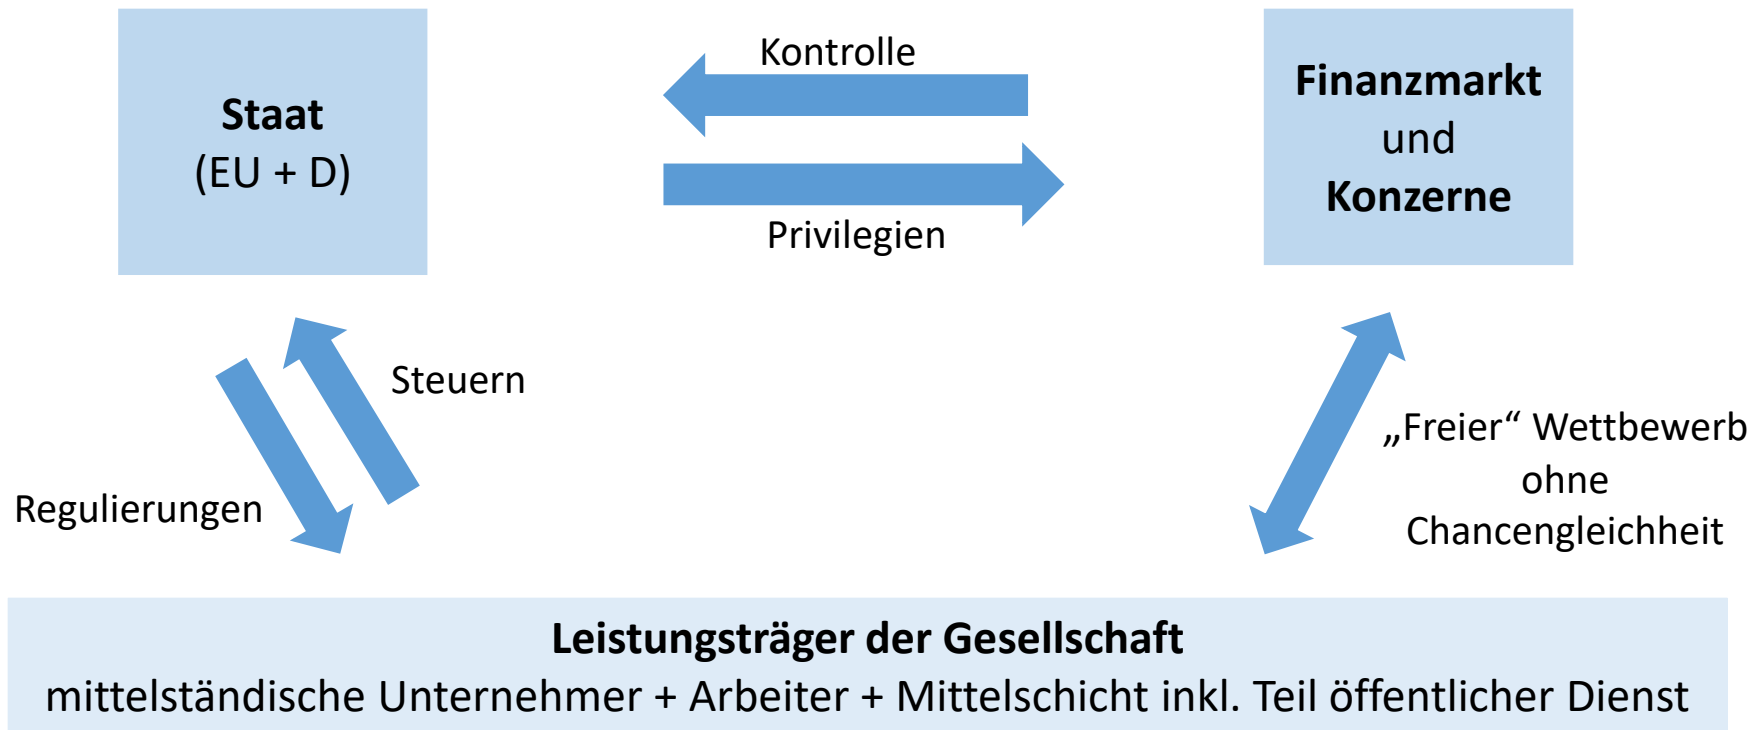 Staat
(EU + D)
Kontrolle
Privilegien
Finanzmarkt
und
Konzerne
Steuern
Regulierungen
„Freier“ Wettbewerb
ohne
Chancengleichheit
Leistungsträger der Gesellschaft
mittelständische Unternehmer + Arbeiter + Mittelschicht inkl. Teil öffentlicher Dienst